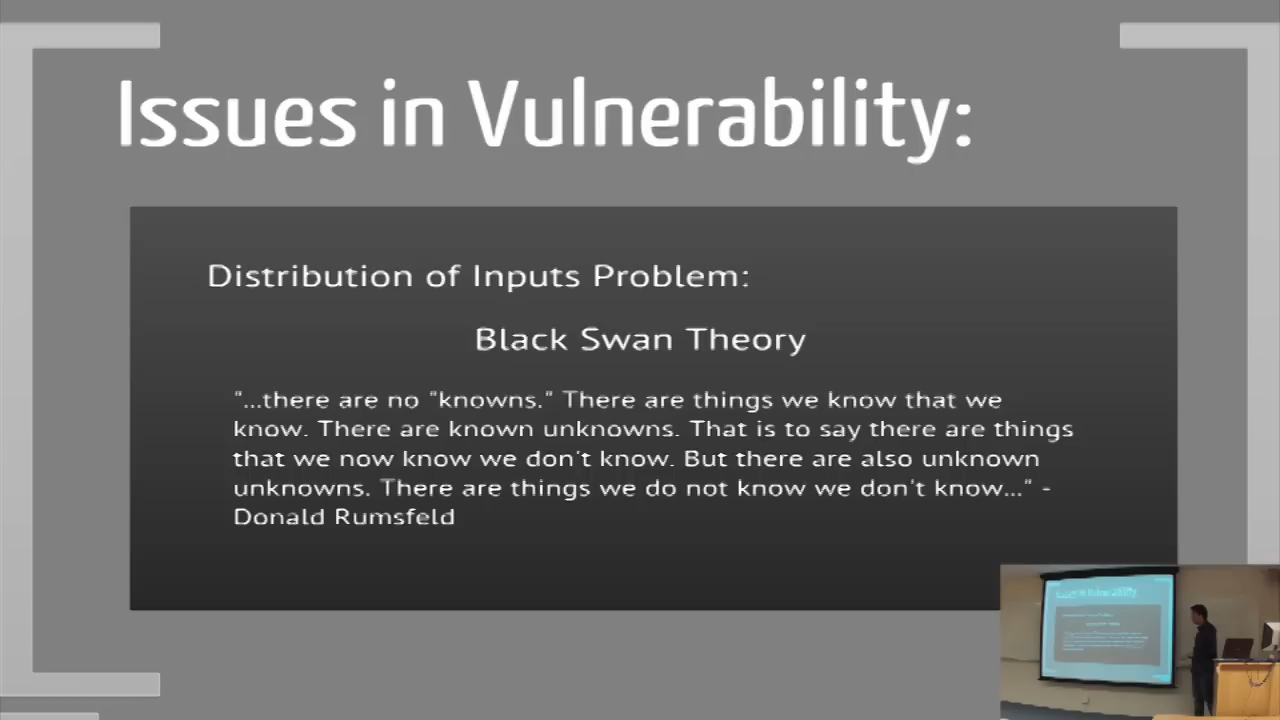 Issues in Vulnerability:
Distribution of Inputs Problem:
Black Swan Theory
"...there are no "knowns." There are things we know that we
know. There are known unknowns. That is to say there are things
that we now know we don't know. But there are also unknown
unknowns. There are things we do not know we don't know..." -
Donald Rumsfeld
Issues in Vulnerability: